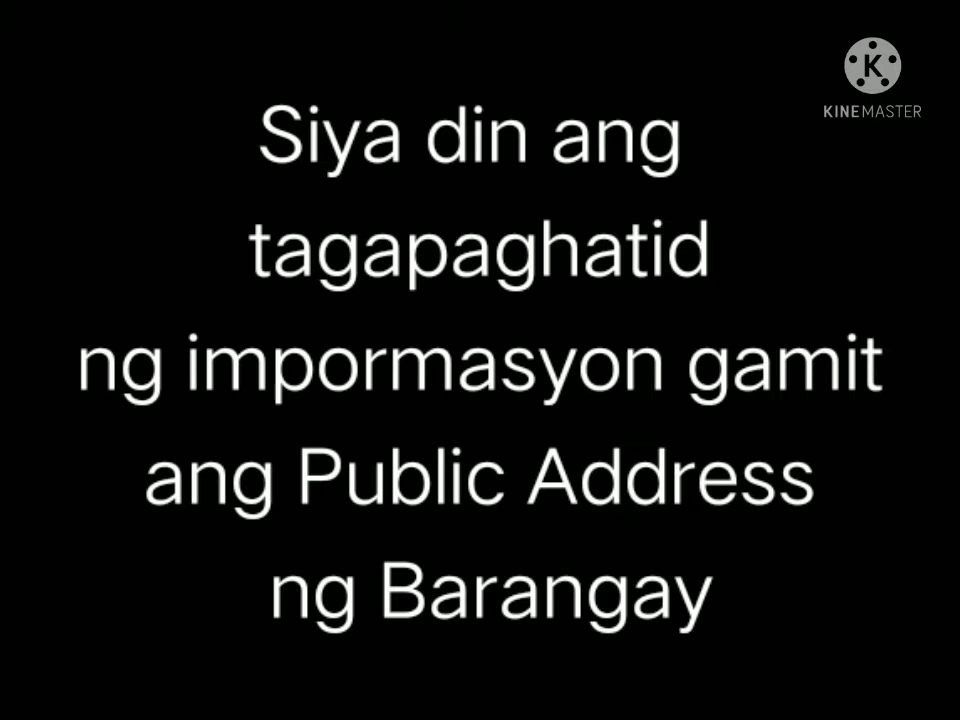 K
KINEMASTER
Siya din ang
tagapaghatid
ng impormasyon gamit
ang Public Address
ng Barangay